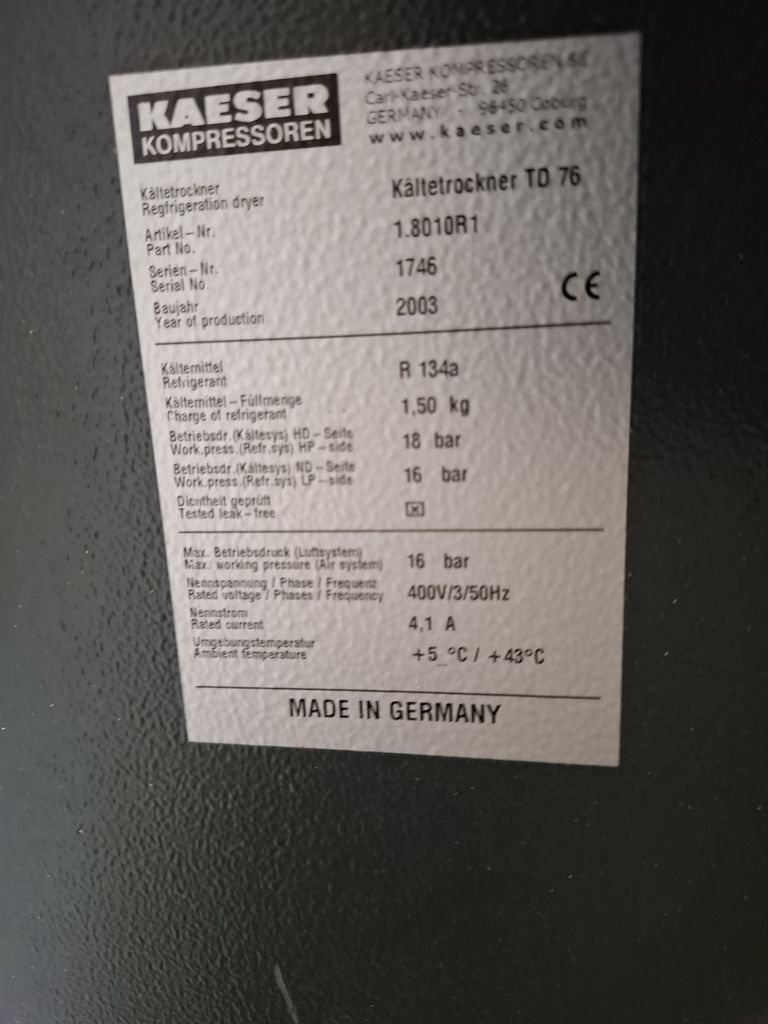 KAESER
KOMPRESSOREN
KAESER KOMPRESSOREN SE
Carl-Kaeser-Str. 26
GERMANY - 96450 Coburg
www.kaeser.com
Kältetrockner
Regfrigeration dryer
Kältetrockner TD 76
Artikel-Nr.
Part No.
1.8010R1
Serien-Nr.
Serial No.
1746
Baujahr
Year of production
2003
CE
Kältemittel
Refrigerant
R 134a
Kältemittel-Füllmenge
Charge of refrigerant
1,50 kg
Betriebsdr.(Kältesys) HD-Seite
Work.press.(Refr.sys) HP-side
18 bar
Betriebsdr.(Kältesys) ND-Seite
Work.press.(Refr.sys) LP-side
16 bar
Dichtheit geprüft
Tested leak-free
Max. Betriebsdruck (Luftsystem)
Max. working pressure (Air system)
16 bar
Nennspannung / Phase / Frequenz
Rated voltage / Phases / Frequency
400V/3/50Hz
Nennstrom
Rated current
4,1 A
Umgebungstemperatur
Ambient temperature
+5_°C / +43°C
MADE IN GERMANY